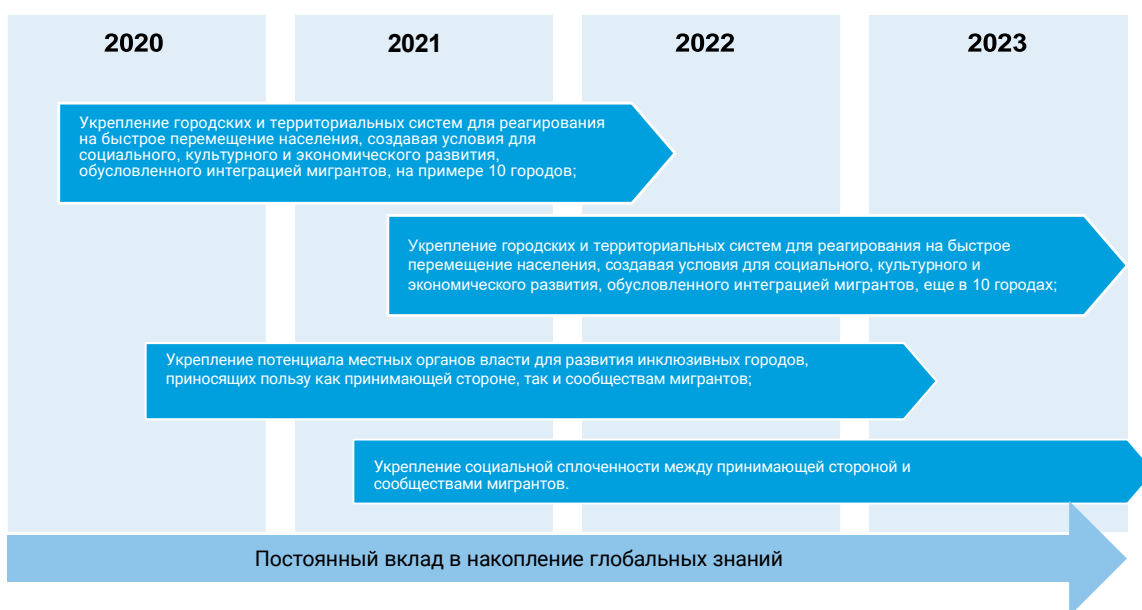 2020
2021
2022
2023
Укрепление городских и территориальных систем для реагирования
на быстрое перемещение населения, создавая условия для
социального, культурного и экономического развития,
обусловленного интеграцией мигрантов, на примере 10 городов;
Укрепление городских и территориальных систем для реагирования на быстрое
перемещение населения, создавая условия для социального, культурного и
экономического развития, обусловленного интеграцией мигрантов, еще в 10 городах;
Укрепление потенциала местных органов власти для развития инклюзивных городов,
приносящих пользу как принимающей стороне, так и сообществам мигрантов;
Укрепление социальной сплоченности между принимающей стороной и
сообществами мигрантов.
Постоянный вклад в накопление глобальных знаний